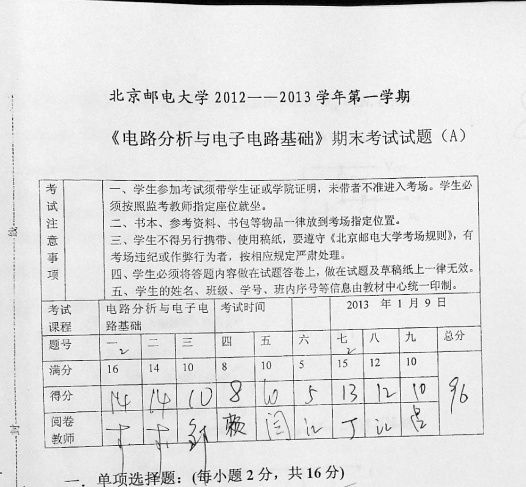 北京邮电大学 2012——2013 学年第一学期
《电路分析与电子电路基础》期末考试试题（A）
考试注意事项
一、学生参加考试须带学生证或学院证明，未带者不准进入考场。学生必
须按照监考教师指定座位就坐。
二、书本、参考资料、书包等物品一律放到考场指定位置。
三、学生不得另行携带、使用稿纸，要遵守《北京邮电大学考场规则》，有
考场违纪或作弊行为者，按相应规定严肃处理。
四、学生必须将答题内容做在试题答卷上，做在试题及草稿纸上一律无效。
五、学生的姓名、班级、学号、班内序号等信息由教材中心统一印制。
考试课程 电路分析与电子电路基础 考试时间 2013 年 1 月 9 日
题号 一 二 三 四 五 六 七 八 九 总分
2 2
满分 16 14 10 8 10 5 15 12 10
得分 14 14 10 8 10 5 13 12 10 96
阅卷教师
一．单项选择题：（每小题 2 分，共 16 分）